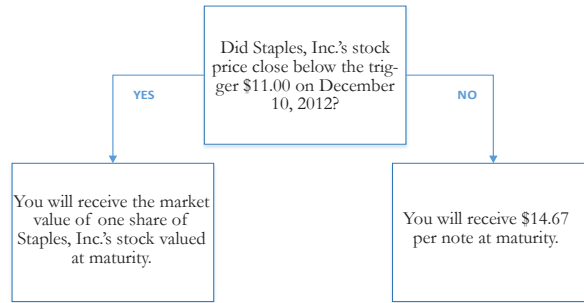 Did Staples, Inc.'s stock
price close below the trig-
ger $11.00 on December
10, 2012?
YES
NO
You will receive the market
value of one share of
Staples, Inc.'s stock valued
at maturity.
You will receive $14.67
per note at maturity.